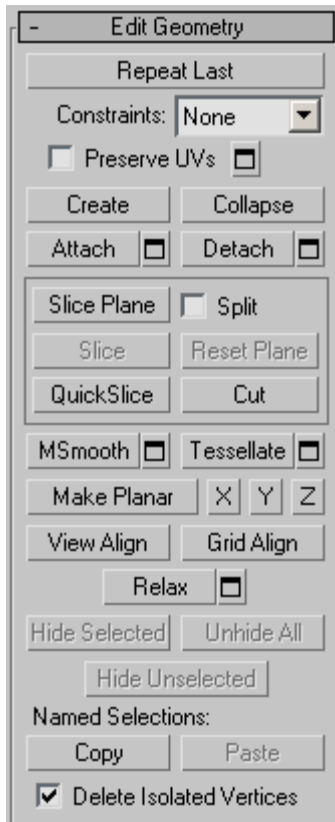 - Edit Geometry
Repeat Last
Constraints: None
Preserve UVs
Create Collapse
Attach Detach
Slice Plane Split
Slice Reset Plane
QuickSlice Cut
MSmooth Tessellate
Make Planar X Y Z
View Align Grid Align
Relax
Hide Selected Unhide All
Hide Unselected
Named Selections:
Copy Paste
Delete Isolated Vertices